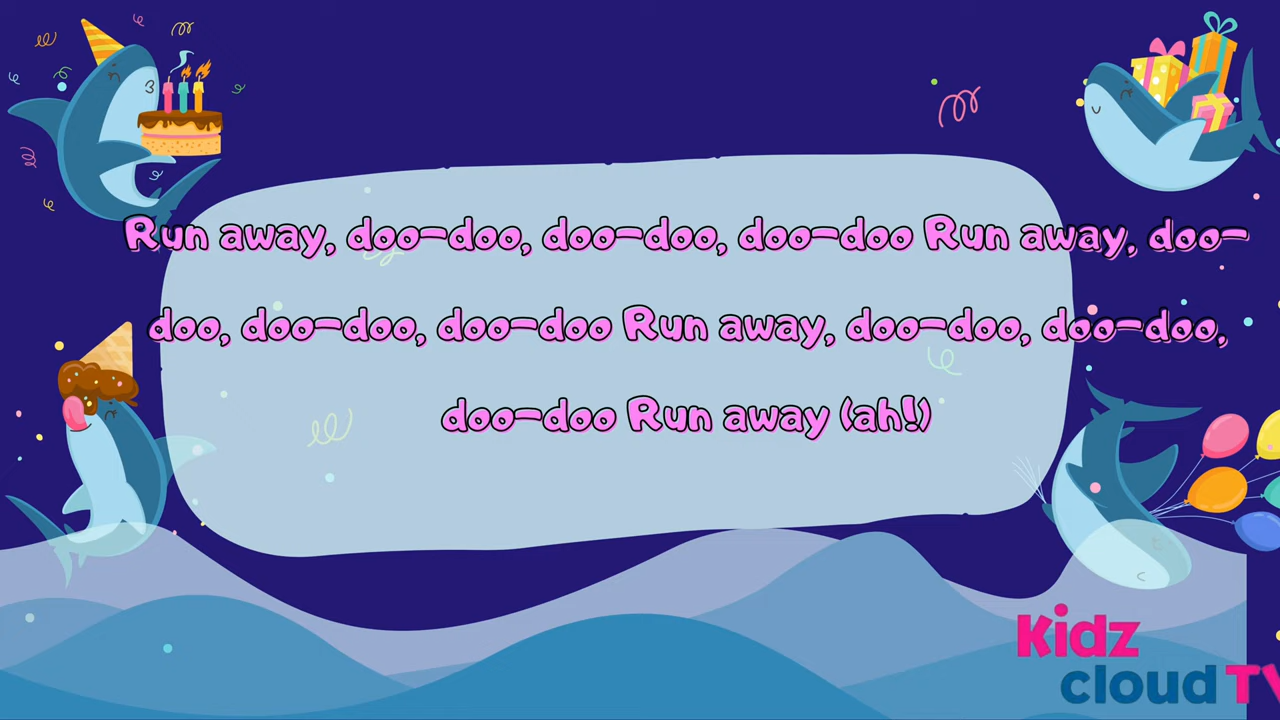 Run away, doo-doo, doo-doo, doo-doo Run away, doo-
doo, doo-doo, doo-doo Run away, doo-doo, doo-doo,
doo-doo Run away (ah!)
Kidz
cloud TV